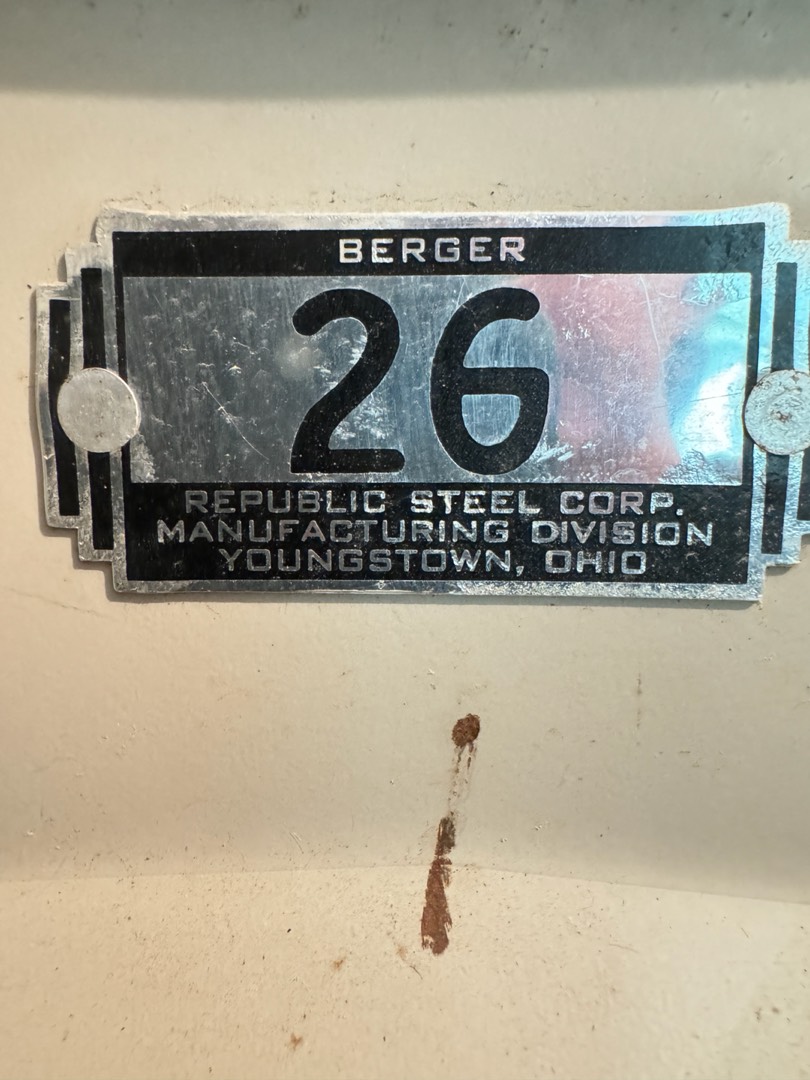 BERGER
26
REPUBLIC STEEL CORP.
MANUFACTURING DIVISION
YOUNGSTOWN, OHIO